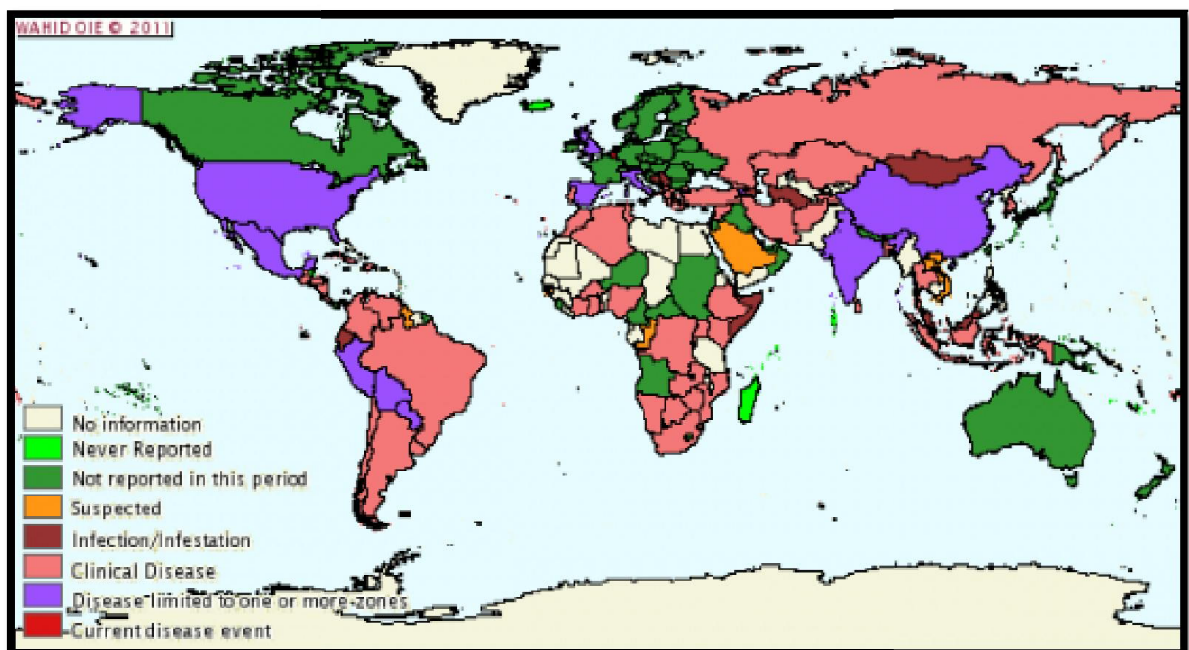 WAHID OIE © 2011
No information
Never Reported
Not reported in this period
Suspected
Infection/Infestation
Clinical Disease
Disease limited to one or more zones
Current disease event